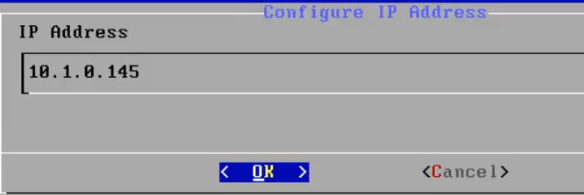 Configure IP Address
IP Address
10.1.0.145
< OK > <Cancel>